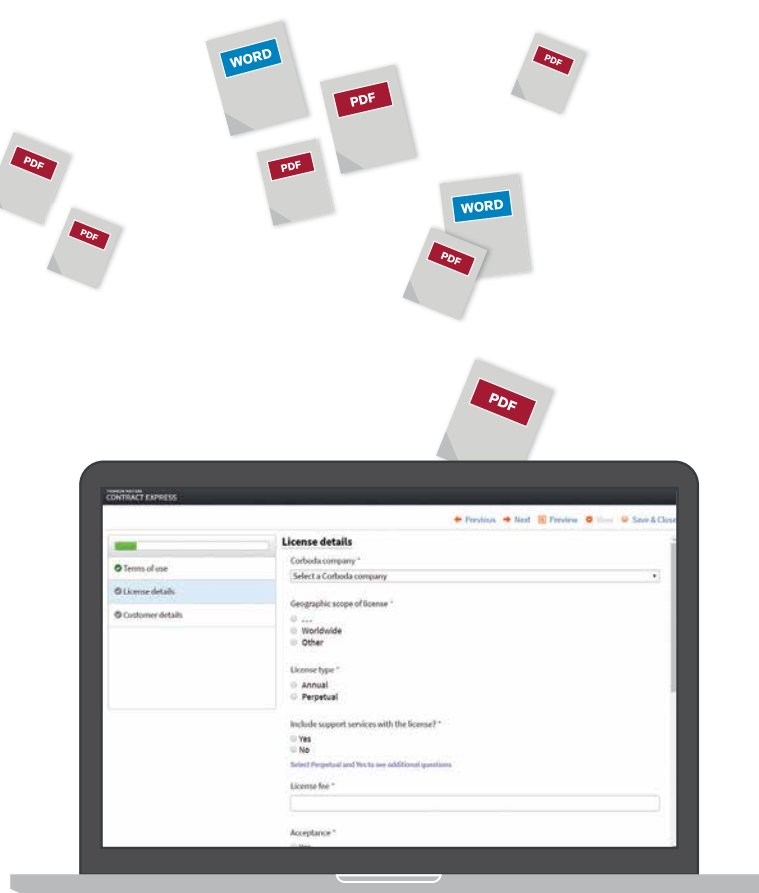 WORD
PDF
PDF
PDF
PDF
PDF
WORD
PDF
PDF
CONTRACT EXPRESS
Previous Next Preview View Save & Close
License details
Corboda company *
Select a Corboda company
Terms of use
License details
Customer details
Geographic scope of license *
...
Worldwide
Other
License type *
Annual
Perpetual
Include support services with the license? *
Yes
No
Select Perpetual and Yes to see additional questions
License fee *
Acceptance *